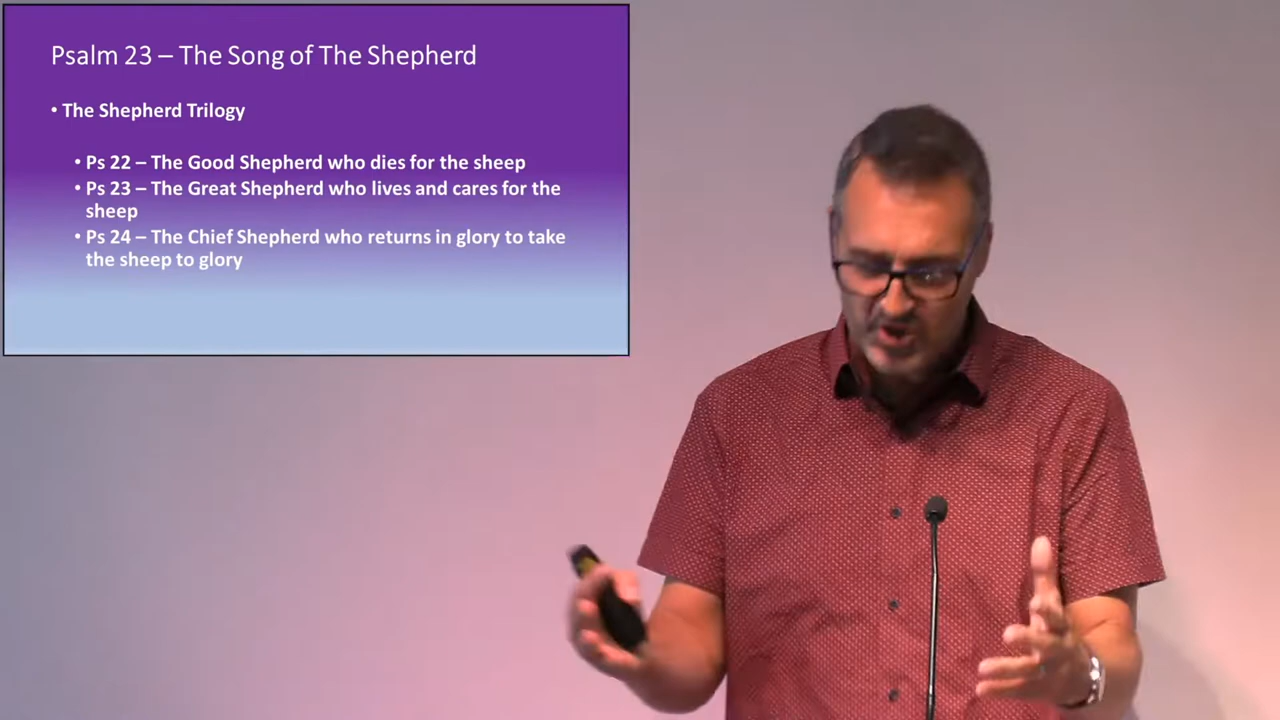 Psalm 23 – The Song of The Shepherd
• The Shepherd Trilogy
• Ps 22 – The Good Shepherd who dies for the sheep
• Ps 23 – The Great Shepherd who lives and cares for the
sheep
• Ps 24 – The Chief Shepherd who returns in glory to take
the sheep to glory